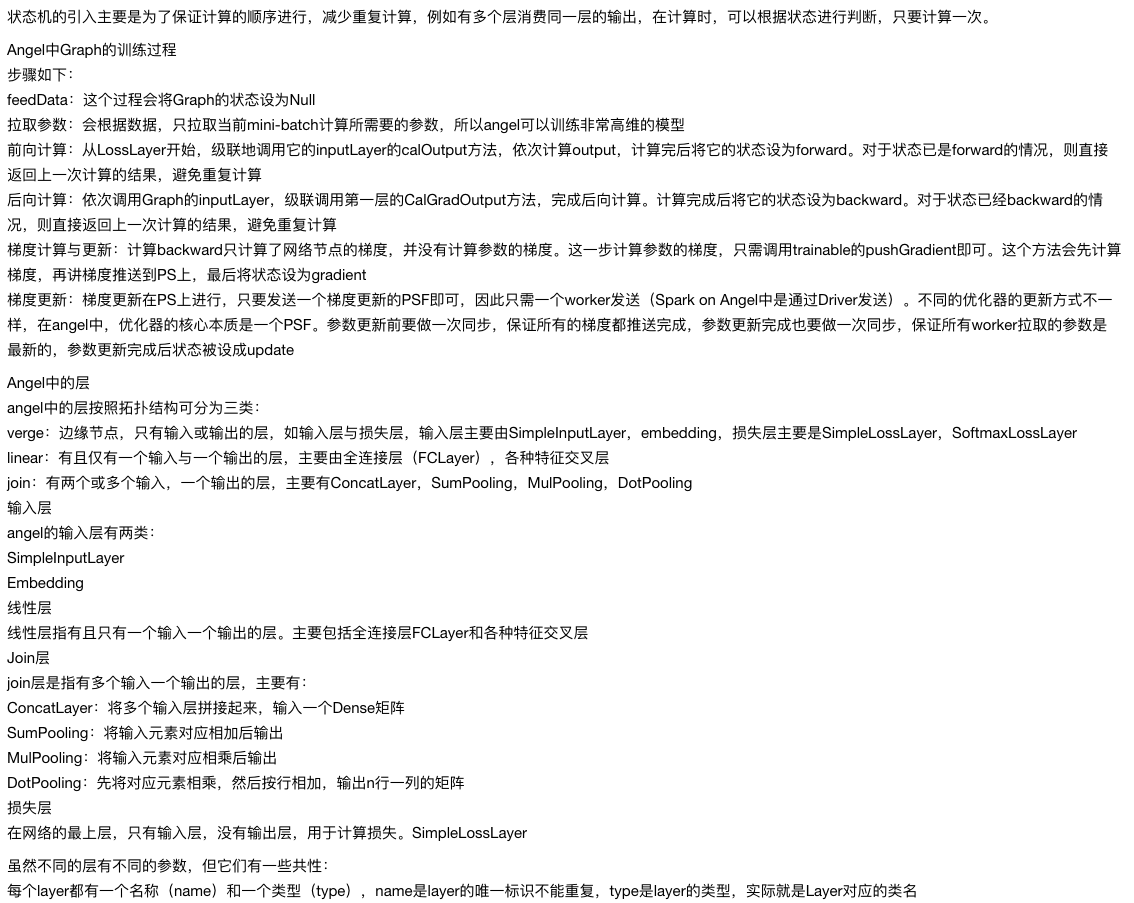 状态机的引入主要是为了保证计算的顺序进行，减少重复计算，例如有多个层消费同一层的输出，在计算时，可以根据状态进行判断，只要计算一次。
Angel中Graph的训练过程
步骤如下：
feedData：这个过程会将Graph的状态设为Null
拉取参数：会根据数据，只拉取当前mini-batch计算所需要的参数，所以angel可以训练非常高维的模型
前向计算：从LossLayer开始，级联地调用它的inputLayer的calOutput方法，依次计算output，计算完后将它的状态设为forward。对于状态已是forward的情况，则直接
返回上一次计算的结果，避免重复计算
后向计算：依次调用Graph的inputLayer，级联调用第一层的CalGradOutput方法，完成后向计算。计算完成后将它的状态设为backward。对于状态已经backward的情
况，则直接返回上一次计算的结果，避免重复计算
梯度计算与更新：计算backward只计算了网络节点的梯度，并没有计算参数的梯度。这一步计算参数的梯度，只需调用trainable的pushGradient即可。这个方法会先计算
梯度，再讲梯度推送到PS上，最后将状态设为gradient
梯度更新：梯度更新在PS上进行，只要发送一个梯度更新的PSF即可，因此只需一个worker发送（Spark on Angel中是通过Driver发送）。不同的优化器的更新方式不一
样，在angel中，优化器的核心本质是一个PSF。参数更新前要做一次同步，保证所有的梯度都推送完成，参数更新完成也要做一次同步，保证所有worker拉取的参数是
最新的，参数更新完成后状态被设成update
Angel中的层
angel中的层按照拓扑结构可分为三类：
verge：边缘节点，只有输入或输出的层，如输入层与损失层，输入层主要由SimpleInputLayer，embedding，损失层主要是SimpleLossLayer，SoftmaxLossLayer
linear：有且仅有一个输入与一个输出的层，主要由全连接层（FCLayer），各种特征交叉层
join：有两个或多个输入，一个输出的层，主要有ConcatLayer，SumPooling，MulPooling，DotPooling
输入层
angel的输入层有两类：
SimpleInputLayer
Embedding
线性层
线性层指有且只有一个输入一个输出的层。主要包括全连接层FCLayer和各种特征交叉层
Join层
join层是指有多个输入一个输出的层，主要有：
ConcatLayer：将多个输入层拼接起来，输入一个Dense矩阵
SumPooling：将输入元素对应相加后输出
MulPooling：将输入元素对应相乘后输出
DotPooling：先将对应元素相乘，然后按行相加，输出n行一列的矩阵
损失层
在网络的最上层，只有输入层，没有输出层，用于计算损失。SimpleLossLayer
虽然不同的层有不同的参数，但它们有一些共性：
每个layer都有一个名称（name）和一个类型（type），name是layer的唯一标识不能重复，type是layer的类型，实际就是Layer对应的类名